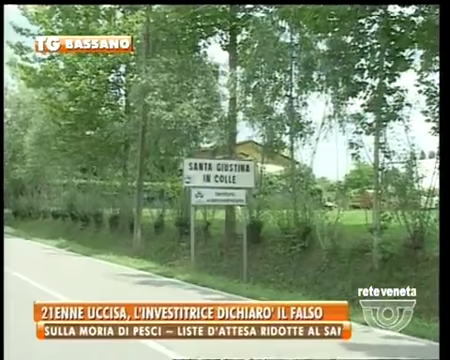 TG BASSANO
SANTA GIUSTINA
IN COLLE
21ENNE UCCISA, L'INVESTITRICE DICHIARO' IL FALSO
reteveneta
SULLA MORIA DI PESCI ~ LISTE D'ATTESA RIDOTTE AL SAN